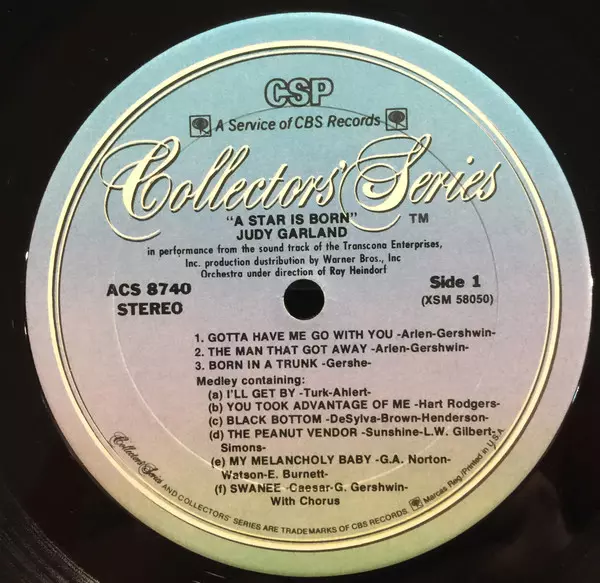 CSP
A Service of CBS Records
Collectors' Series
"A STAR IS BORN" ™
JUDY GARLAND
in performance from the sound track of the Transcona Enterprises,
Inc. production distribution by Warner Bros., Inc
Orchestra under direction of Ray Heindorf
ACS 8740
STEREO
Side 1
(XSM 58050)
1. GOTTA HAVE ME GO WITH YOU -Arlen-Gershwin-
2. THE MAN THAT GOT AWAY -Arlen-Gershwin-
3. BORN IN A TRUNK -Gershe-
Medley containing:
(a) I'LL GET BY -Turk-Ahlert-
(b) YOU TOOK ADVANTAGE OF ME -Hart Rodgers-
(c) BLACK BOTTOM -DeSylva-Brown-Henderson-
(d) THE PEANUT VENDOR -Sunshine-L.W. Gilbert-
Simons-
(e) MY MELANCHOLY BABY -G.A. Norton-
Watson-E. Burnett-
(f) SWANEE -Caesar-G. Gershwin-
With Chorus
Collectors' Series AND COLLECTORS' SERIES ARE TRADEMARKS OF CBS RECORDS. Marcas Reg./Printed in U.S.A.